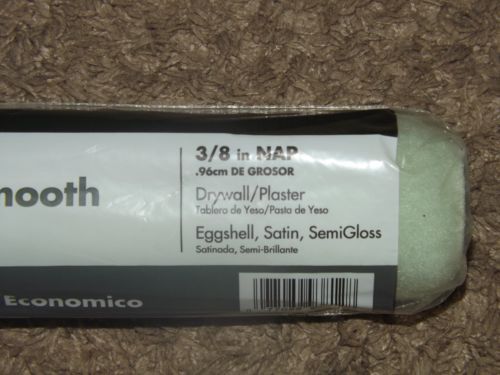 mooth
3/8 in NAP
.96cm DE GROSOR
Drywall/Plaster
Tablero de Yeso/Pasta de Yeso
Eggshell, Satin, SemiGloss
Satinada, Semi-Brillante
Economico